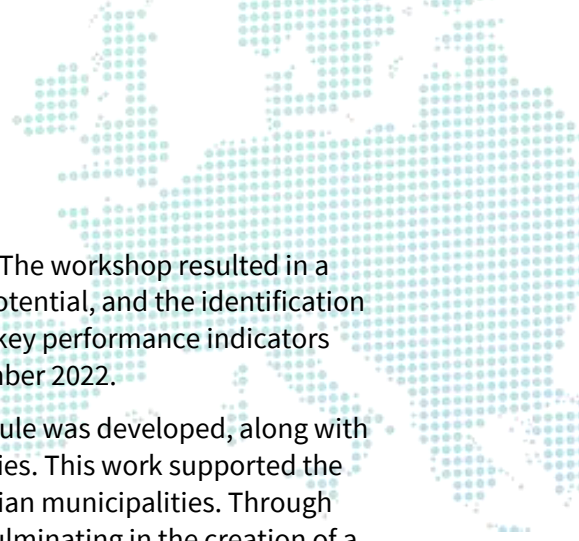 The workshop resulted in a
otential, and the identification
key performance indicators
ber 2022.
ule was developed, along with
ies. This work supported the
ian municipalities. Through
ulminating in the creation of a